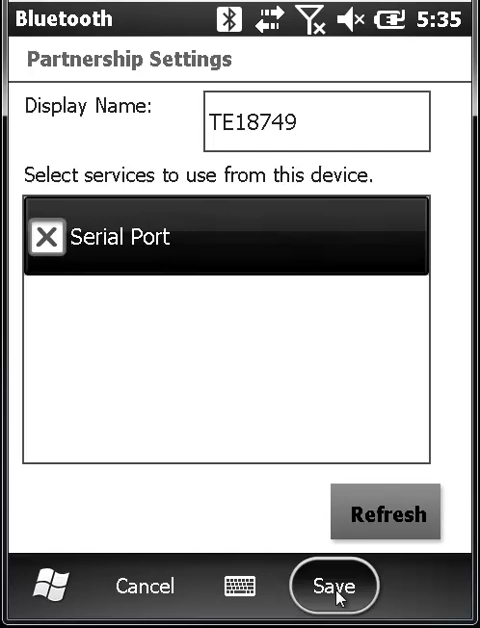 Bluetooth 5:35
Partnership Settings
Display Name: TE18749
Select services to use from this device.
Serial Port
Refresh
Cancel Save